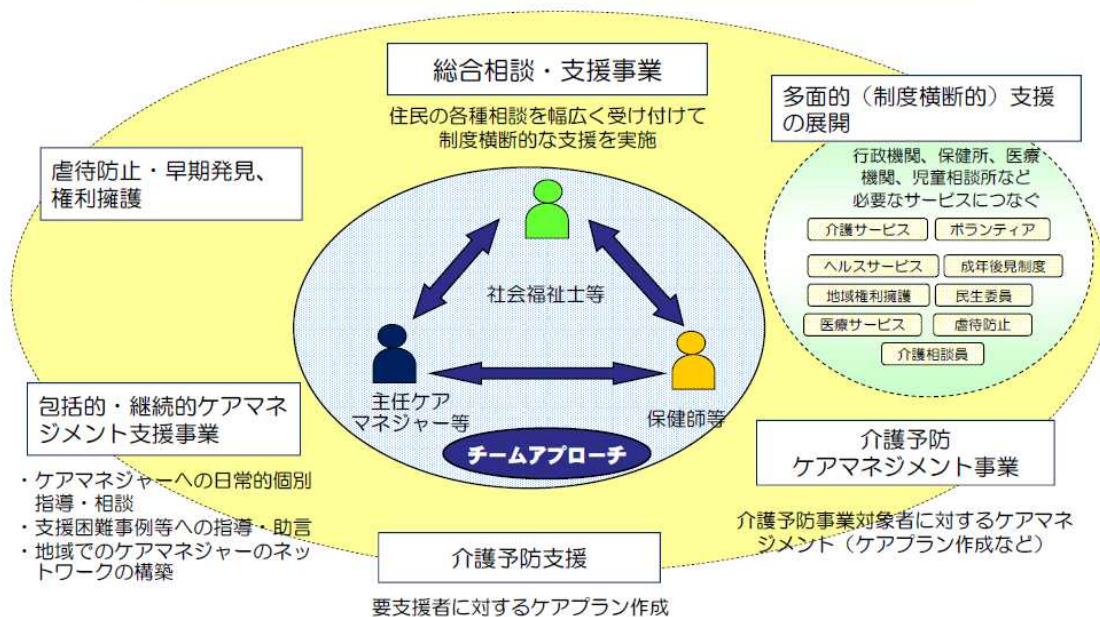 総合相談・支援事業
住民の各種相談を幅広く受け付けて
制度横断的な支援を実施
多面的（制度横断的）支援
の展開
行政機関、保健所、医療
機関、児童相談所など
必要なサービスにつなぐ
介護サービス
ボランティア
ヘルスサービス
成年後見制度
地域権利擁護
民生委員
医療サービス
虐待防止
介護相談員
虐待防止・早期発見、
権利擁護
社会福祉士等
主任ケア
マネジャー等
保健師等
チームアプローチ
包括的・継続的ケアマネ
ジメント支援事業
・ケアマネジャーへの日常的個別
指導・相談
・支援困難事例等への指導・助言
・地域でのケアマネジャーのネッ
トワークの構築
介護予防
ケアマネジメント事業
介護予防事業対象者に対するケアマネ
ジメント（ケアプラン作成など）
介護予防支援
要支援者に対するケアプラン作成